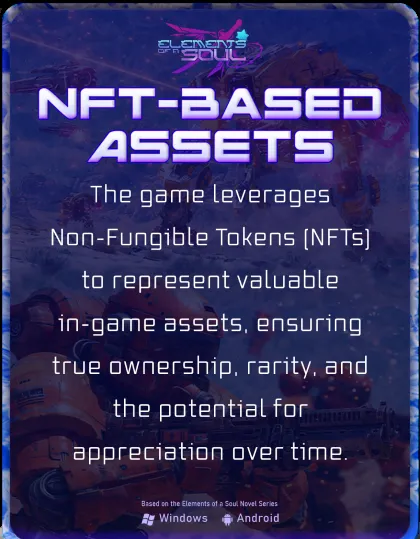 ELEMENTS
OF A SOUL
NFT-BASED
ASSETS
The game leverages
Non-Fungible Tokens (NFTs)
to represent valuable
in-game assets, ensuring
true ownership, rarity, and
the potential for
appreciation over time.
Based on the Elements of a Soul Novel Series
Windows Android